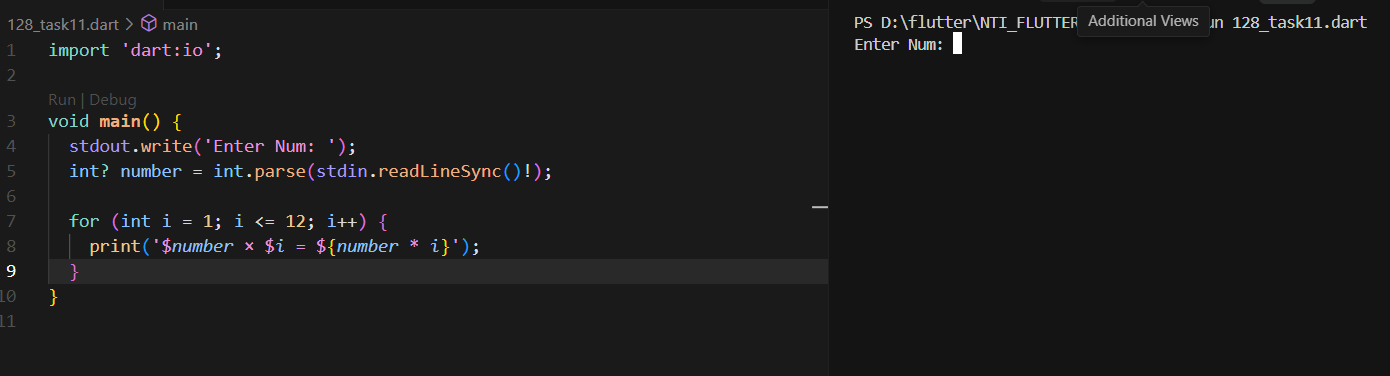 128_task11.dart > main
1 import 'dart:io';
2
Run | Debug
3 void main() {
4 stdout.write('Enter Num: ');
5 int? number = int.parse(stdin.readLineSync()!);
6
7 for (int i = 1; i <= 12; i++) {
8 print('$number × $i = ${number * i}');
9 }
10 }
11
PS D:\flutter\NTI_FLUTTER 128_task11.dart
Additional Views
Enter Num: